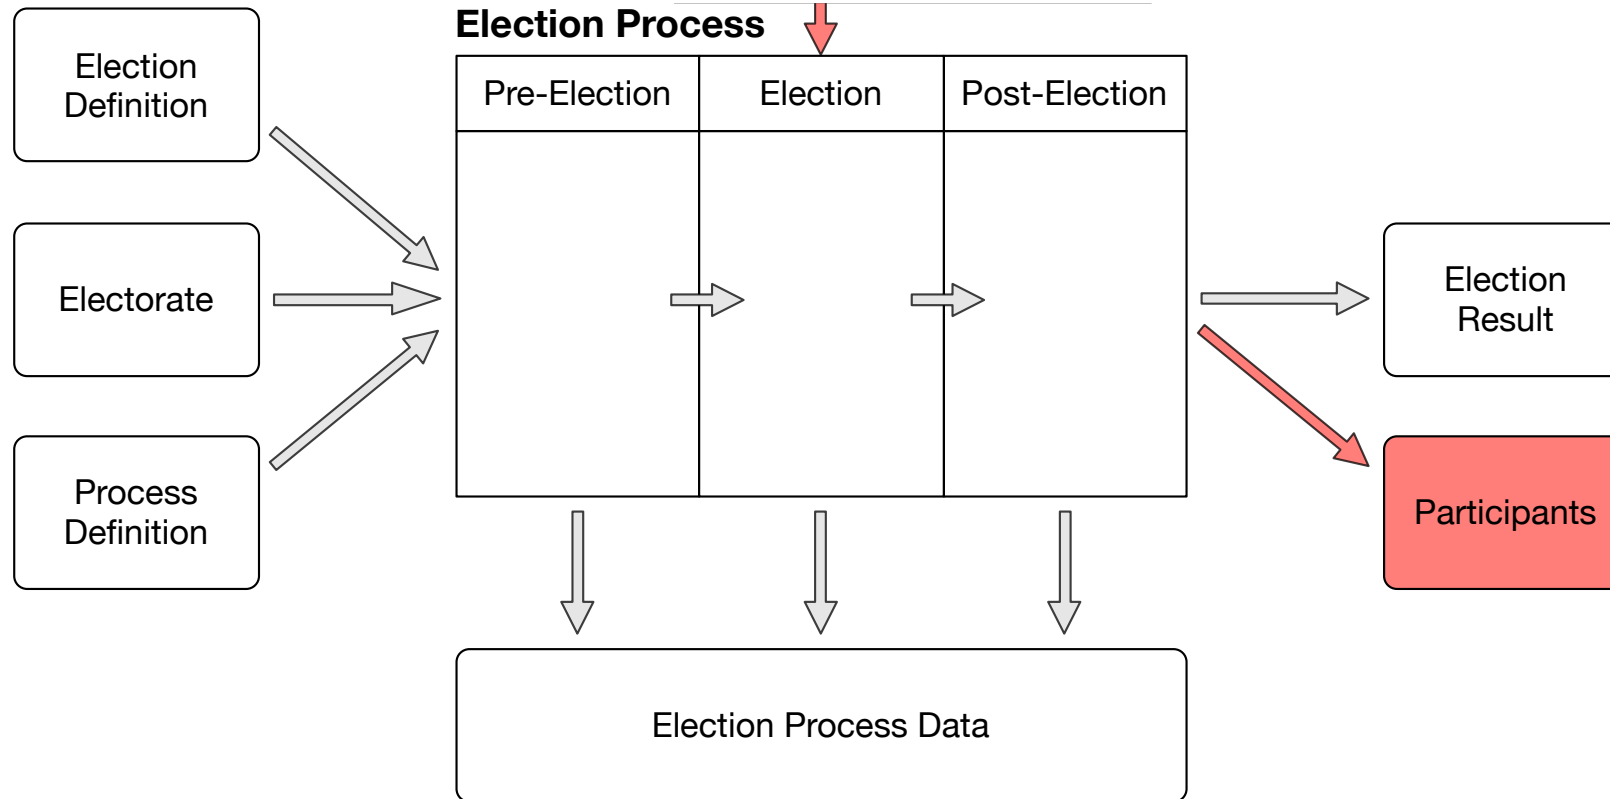 Election Process
Election
Definition
Pre-Election
Election
Post-Election
Electorate
Election
Result
Process
Definition
Participants
Election Process Data